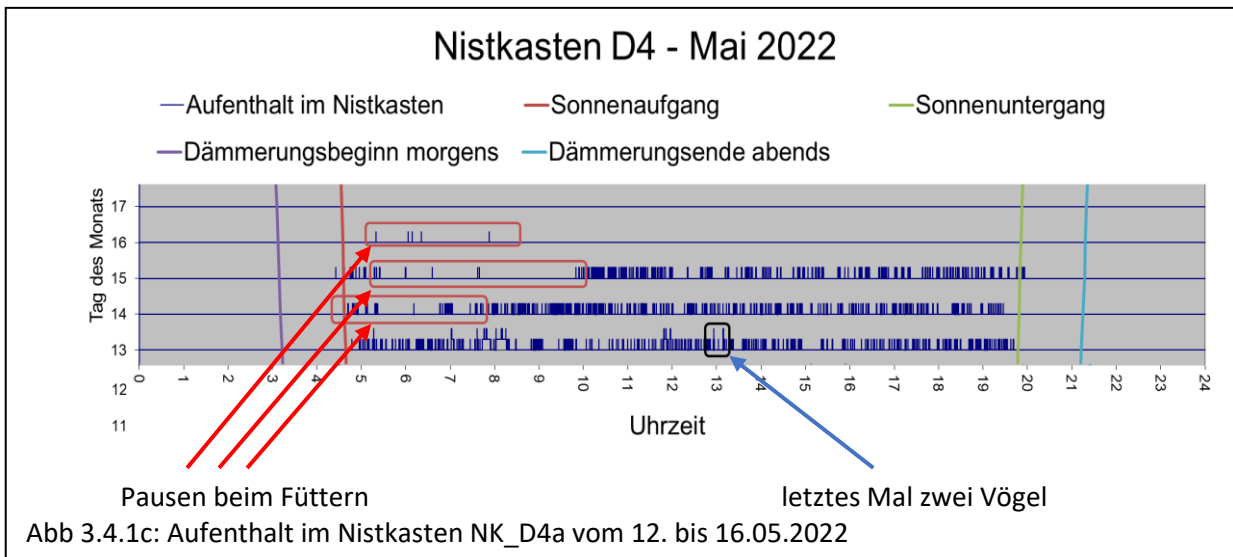 Nistkasten D4 - Mai 2022
Aufenthalt im Nistkasten Sonnenaufgang Sonnenuntergang
Dämmerungsbeginn morgens Dämmerungsende abends
Tag des Monats
17
16
15
14
13
12
11
0 1 2 3 4 5 6 7 8 9 10 11 12 13 14 15 16 17 18 19 20 21 22 23 24
Uhrzeit
Pausen beim Füttern letztes Mal zwei Vögel
Abb 3.4.1c: Aufenthalt im Nistkasten NK_D4a vom 12. bis 16.05.2022